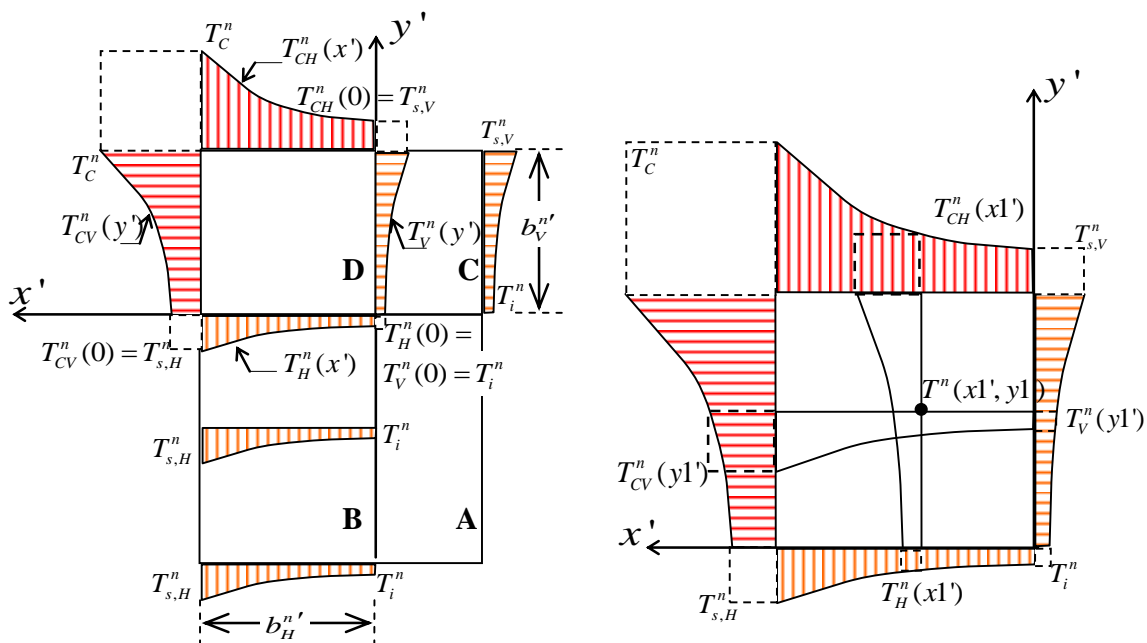 T_C^n
y'
T_CH^n(x')
T_CH^n(0) = T_s,V^n
T_s,V^n
T_C^n
T_CV^n(y')
T_V^n(y')
b_V^n'
D
C
x'
T_i^n
T_CV^n(0) = T_s,H^n
T_H^n(x')
T_H^n(0) =
T_V^n(0) = T_i^n
T_s,H^n
T_i^n
B
A
T_s,H^n
T_i^n
b_H^n'
y'
T_C^n
T_CH^n(x1')
T_s,V^n
T^n(x1', y1)
T_V^n(y1')
T_CV^n(y1')
x'
T_i^n
T_s,H^n
T_H^n(x1')